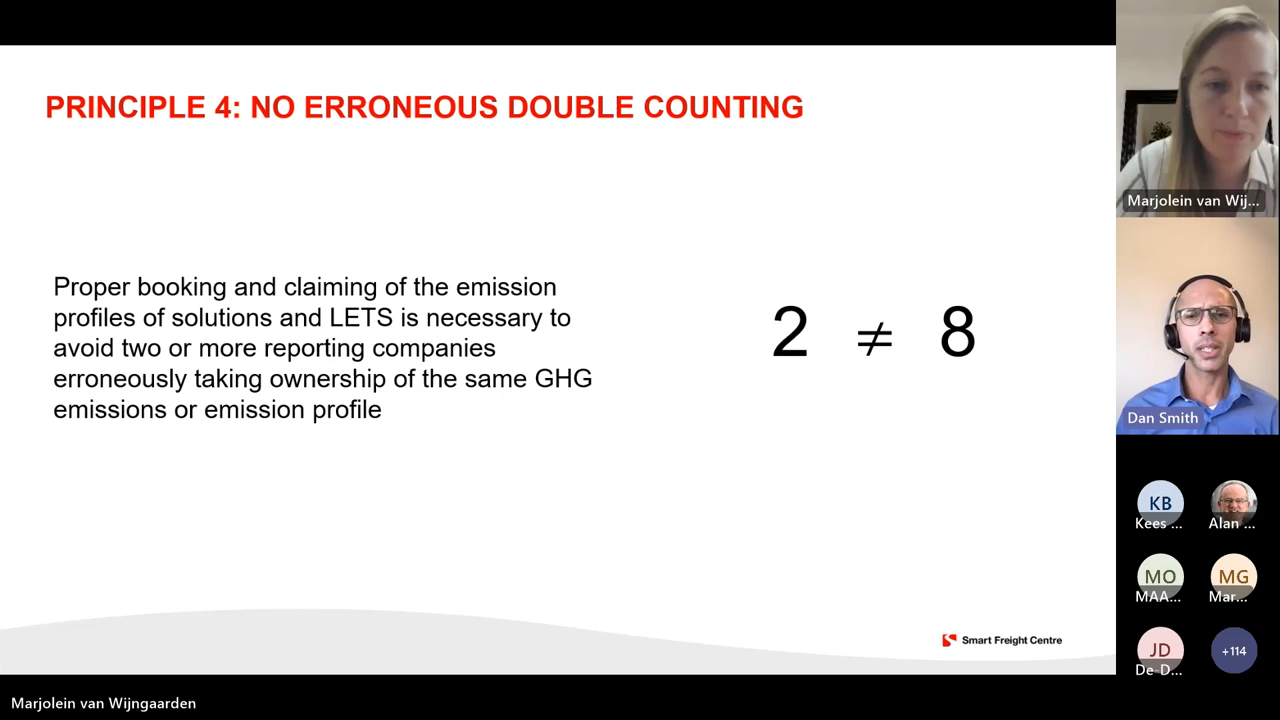 PRINCIPLE 4: NO ERRONEOUS DOUBLE COUNTING
Proper booking and claiming of the emission
profiles of solutions and LETS is necessary to
avoid two or more reporting companies
erroneously taking ownership of the same GHG
emissions or emission profile
2 ≠ 8
Smart Freight Centre
Marjolein van Wij...
Dan Smith
KB
Kees ...
Alan ...
MO
MAA...
MG
Mar...
JD
De-D...
+114
Marjolein van Wijngaarden